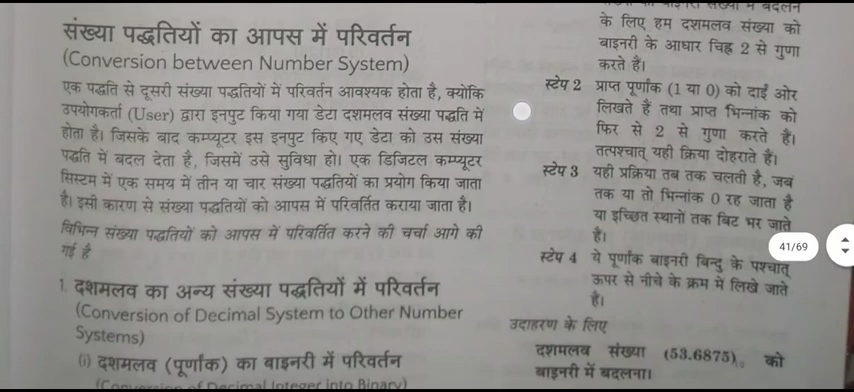 संख्या पद्धतियों का आपस में परिवर्तन
(Conversion between Number System)
एक पद्धति से दूसरी संख्या पद्धतियों में परिवर्तन आवश्यक होता है, क्योंकि
उपयोगकर्ता (User) द्वारा इनपुट किया गया डेटा दशमलव संख्या पद्धति में
होता है। जिसके बाद कम्प्यूटर इस इनपुट किए गए डेटा को उस संख्या
पद्धति में बदल देता है, जिसमें उसे सुविधा हो। एक डिजिटल कम्प्यूटर
सिस्टम में एक समय में तीन या चार संख्या पद्धतियों का प्रयोग किया जाता
है। इसी कारण से संख्या पद्धतियों को आपस में परिवर्तित कराया जाता है।
विभिन्न संख्या पद्धतियों को आपस में परिवर्तित करने की चर्चा आगे की
गई है
1. दशमलव का अन्य संख्या पद्धतियों में परिवर्तन
(Conversion of Decimal System to Other Number
Systems)
(i) दशमलव (पूर्णांक) का बाइनरी में परिवर्तन
(Conversion of Decimal Integer into Binary)
संख्या में बदलने
के लिए हम दशमलव संख्या को
बाइनरी के आधार चिह्न 2 से गुणा
करते हैं।
स्टेप 2 प्राप्त पूर्णांक (1 या 0) को दाईं ओर
लिखते हैं तथा प्राप्त भिन्नांक को
फिर से 2 से गुणा करते हैं।
तत्पश्चात् यही क्रिया दोहराते हैं।
स्टेप 3 यही प्रक्रिया तब तक चलती है, जब
तक या तो भिन्नांक 0 रह जाता है
या इच्छित स्थानों तक बिट भर जाते
हैं।
स्टेप 4 ये पूर्णांक बाइनरी बिन्दु के पश्चात्
ऊपर से नीचे के क्रम में लिखे जाते
हैं।
उदाहरण के लिए
दशमलव संख्या (53.6875)₁₀ को
बाइनरी में बदलना।
41/69